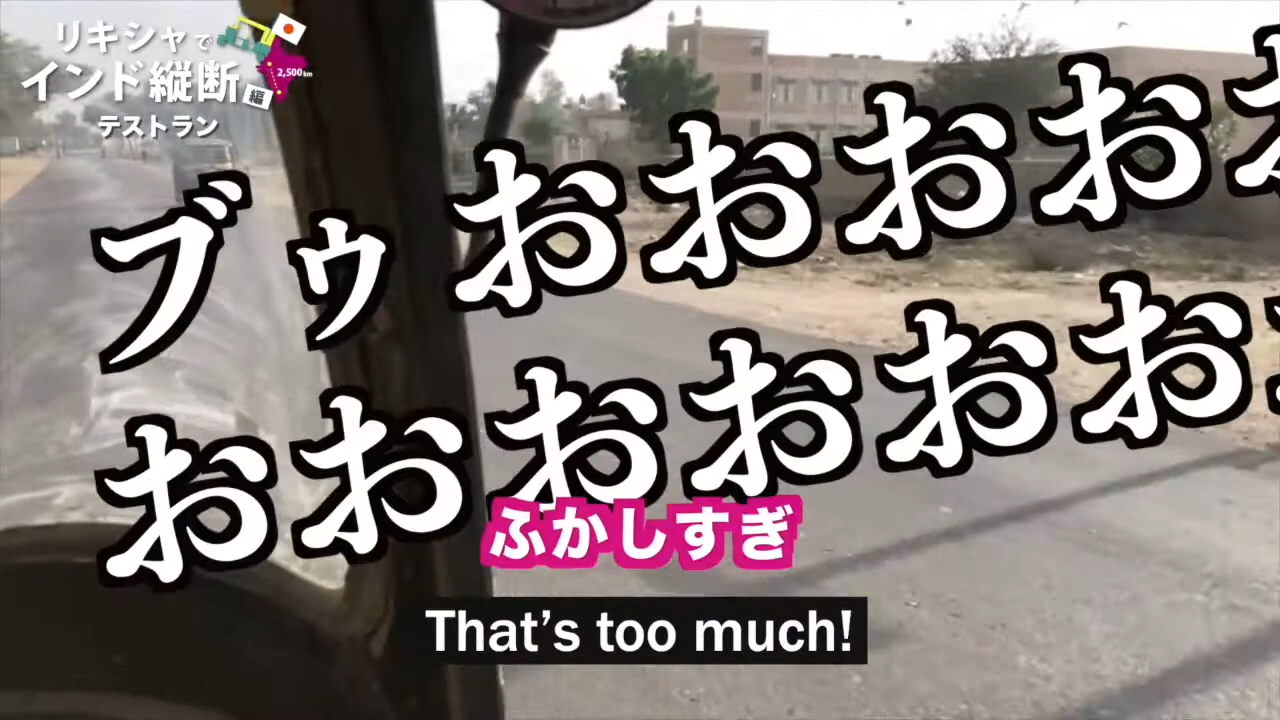 リキシャで
インド縦断編
2,500km
テストラン
ブゥおおおお
おおおおおお
ふかしすぎ
That's too much!